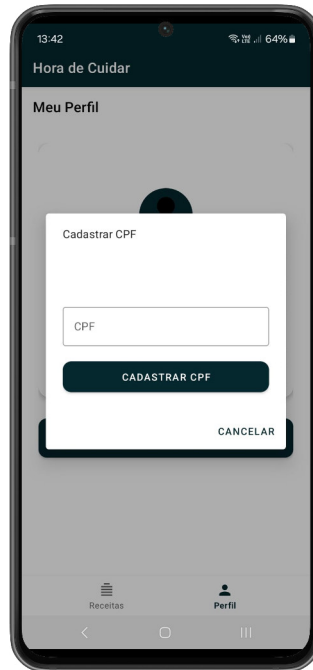 13:42 64%
Hora de Cuidar
Meu Perfil
Cadastrar CPF
CPF
CADASTRAR CPF
CANCELAR
Receitas Perfil